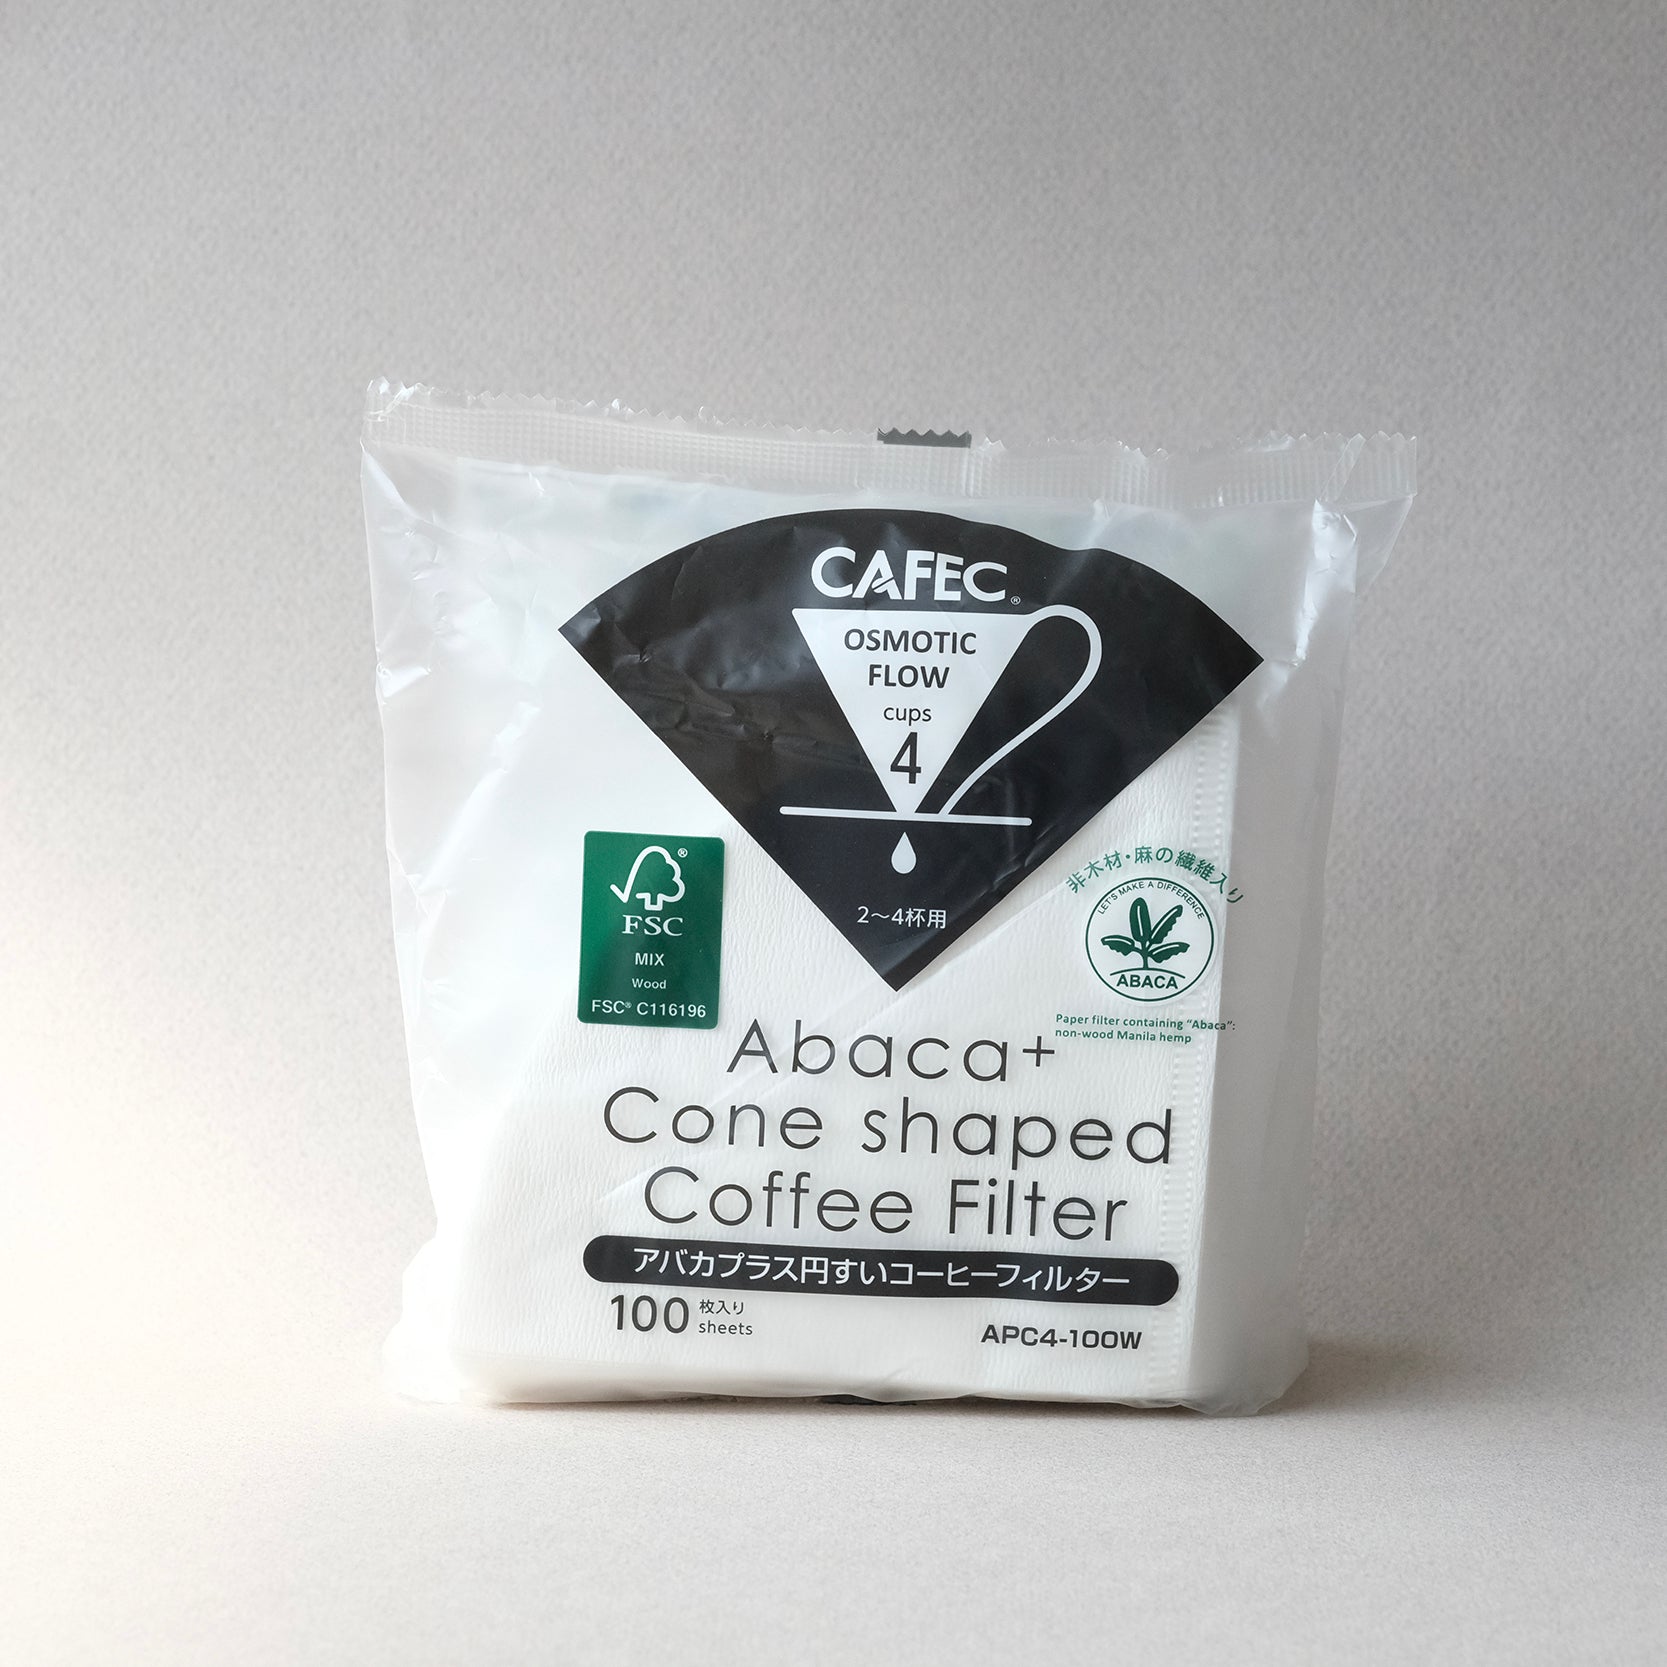 CAFEC®
OSMOTIC
FLOW
cups
4
2～4杯用
FSC®
MIX
Wood
FSC® C116196
非木材・麻の繊維入り
LET'S MAKE A DIFFERENCE
ABACA
Paper filter containing "Abaca":
non-wood Manila hemp
Abaca+
Cone shaped
Coffee Filter
アバカプラス円すいコーヒーフィルター
100 枚入り
sheets
APC4-100W